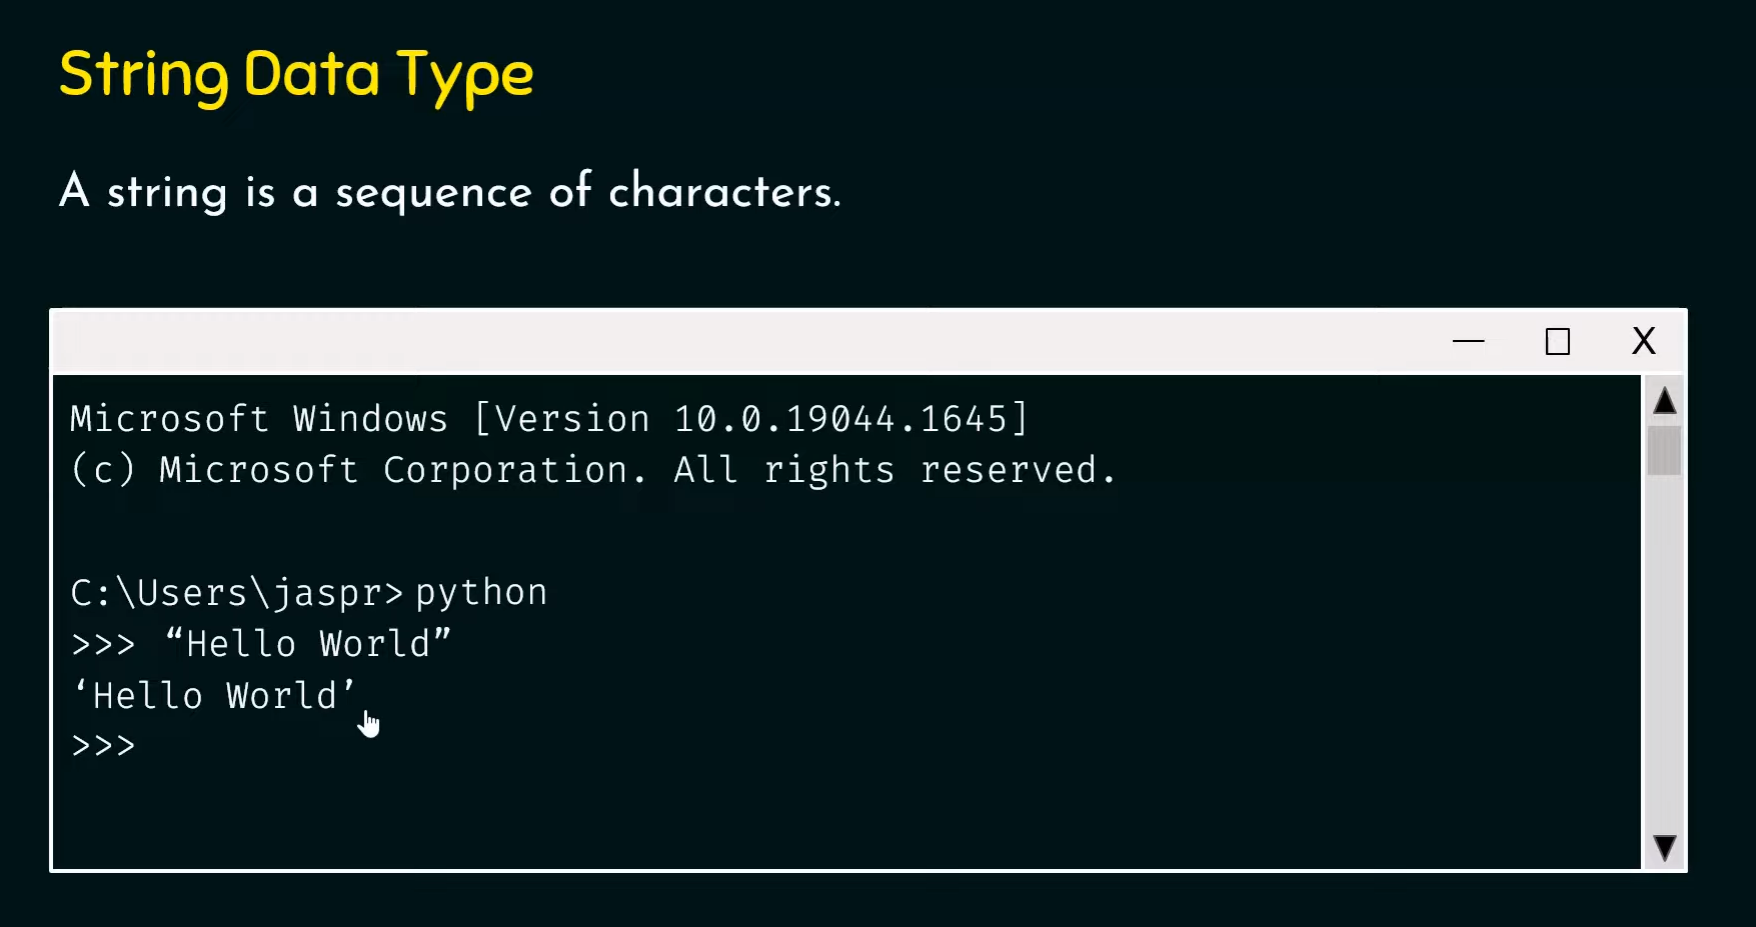 String Data Type
A string is a sequence of characters.
X
Microsoft Windows [Version 10.0.19044.1645]
(c) Microsoft Corporation. All rights reserved.
C:\Users\jaspr> python
>>> “Hello World”
‘Hello World’
>>>